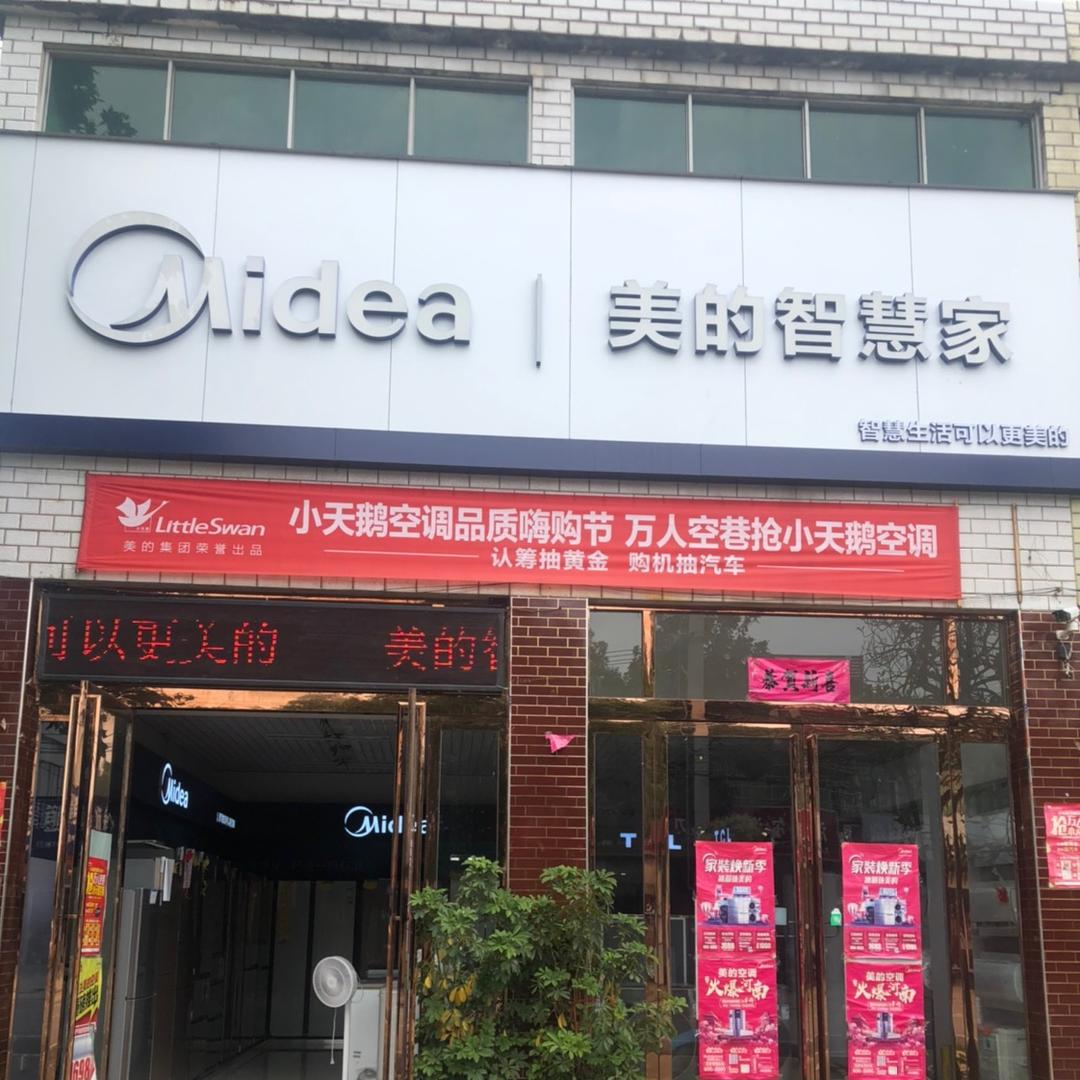 Midea 美的智慧家
智慧生活可以更美的
LittleSwan
美的集团荣誉出品
小天鹅空调品质嗨购节 万人空巷抢小天鹅空调
认筹抽黄金 购机抽汽车
可以更美的 美的智
恭贺新喜
Midea
Midea
TCL
家装焕新季
家装焕新季
美的空调
火爆河南
美的空调
火爆河南
抢